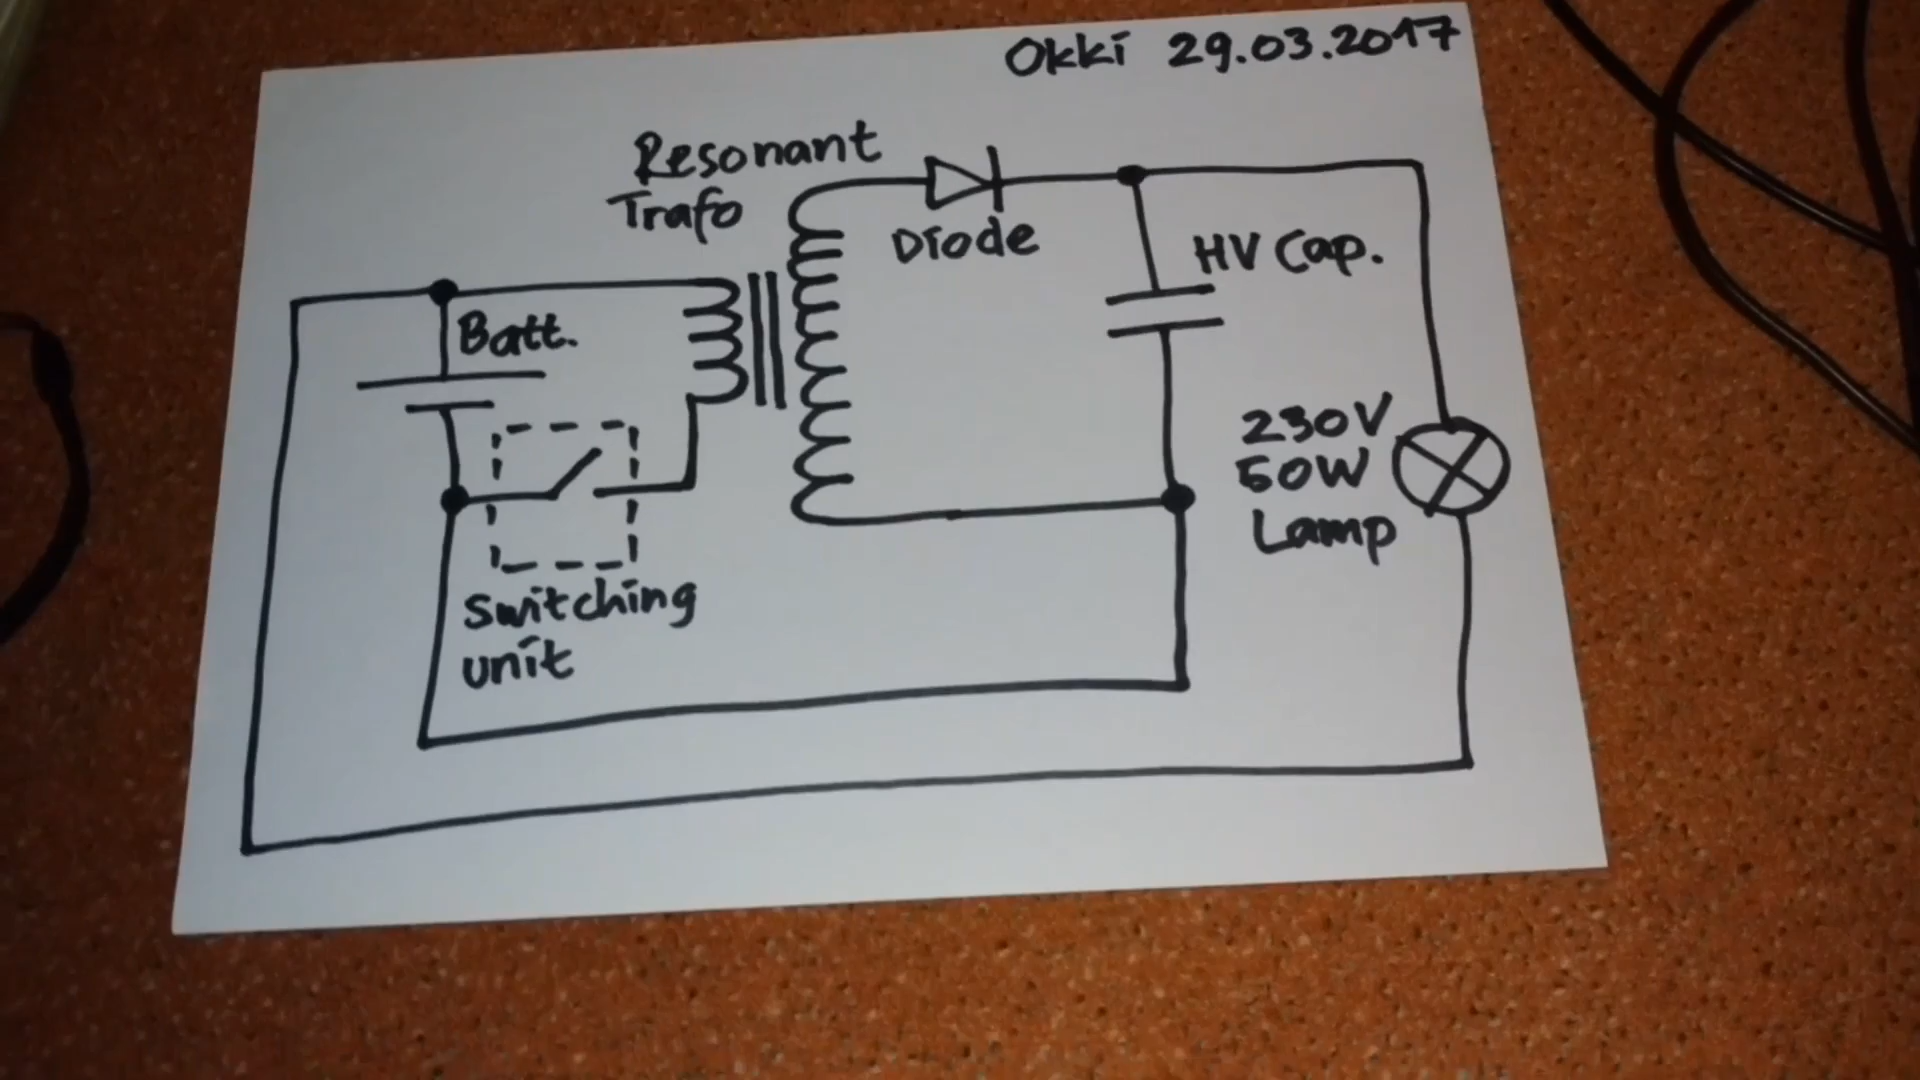 Okki 29.03.2017
Resonant
Trafo
Diode
HV Cap.
Batt.
230V
50W
Lamp
Switching
unit